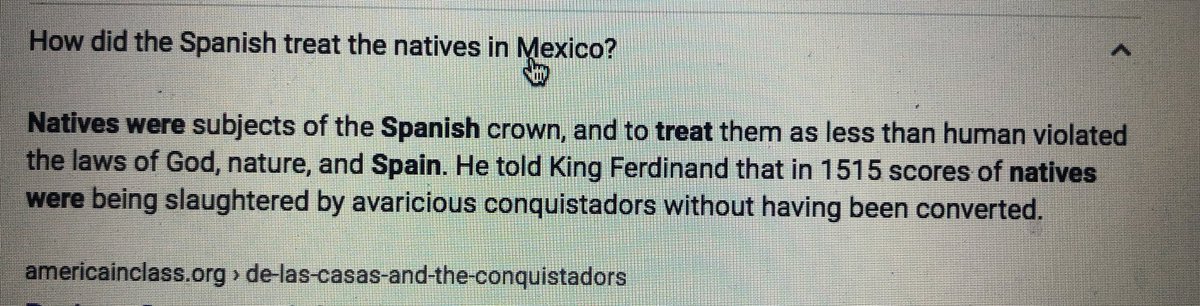 How did the Spanish treat the natives in Mexico?
Natives were subjects of the Spanish crown, and to treat them as less than human violated
the laws of God, nature, and Spain. He told King Ferdinand that in 1515 scores of natives
were being slaughtered by avaricious conquistadors without having been converted.
americainclass.org › de-las-casas-and-the-conquistadors